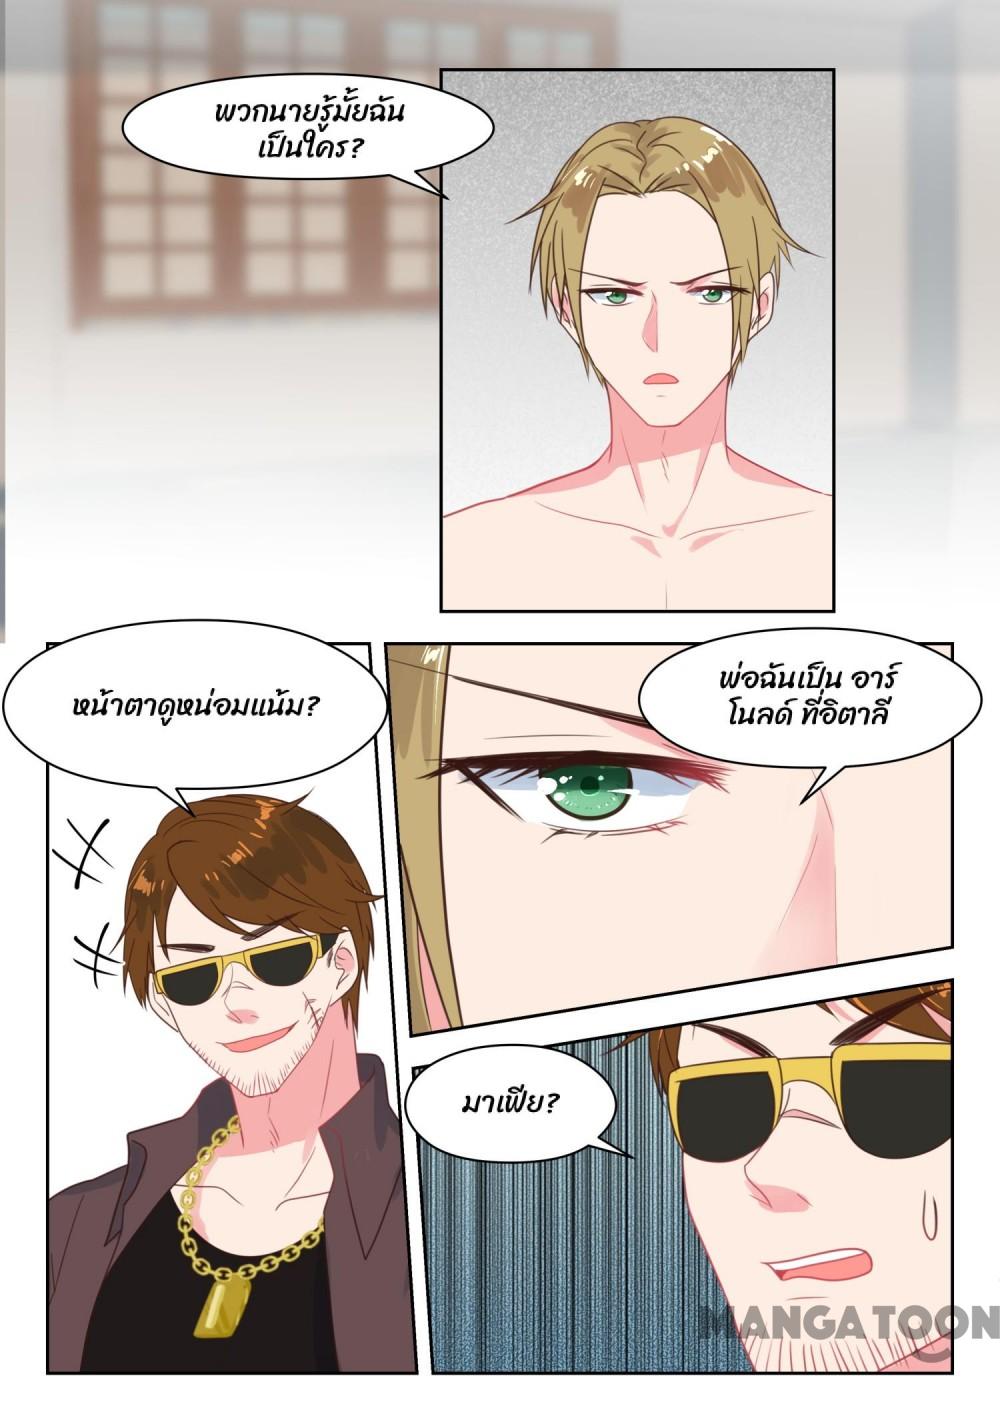 พวกนายรู้มั้ยฉัน
เป็นใคร?
หน้าตาดูหน่อมแน้ม?
พ่อฉันเป็น อาร์
โนลด์ ที่อิตาลี
มาเฟีย?
MANGATOON